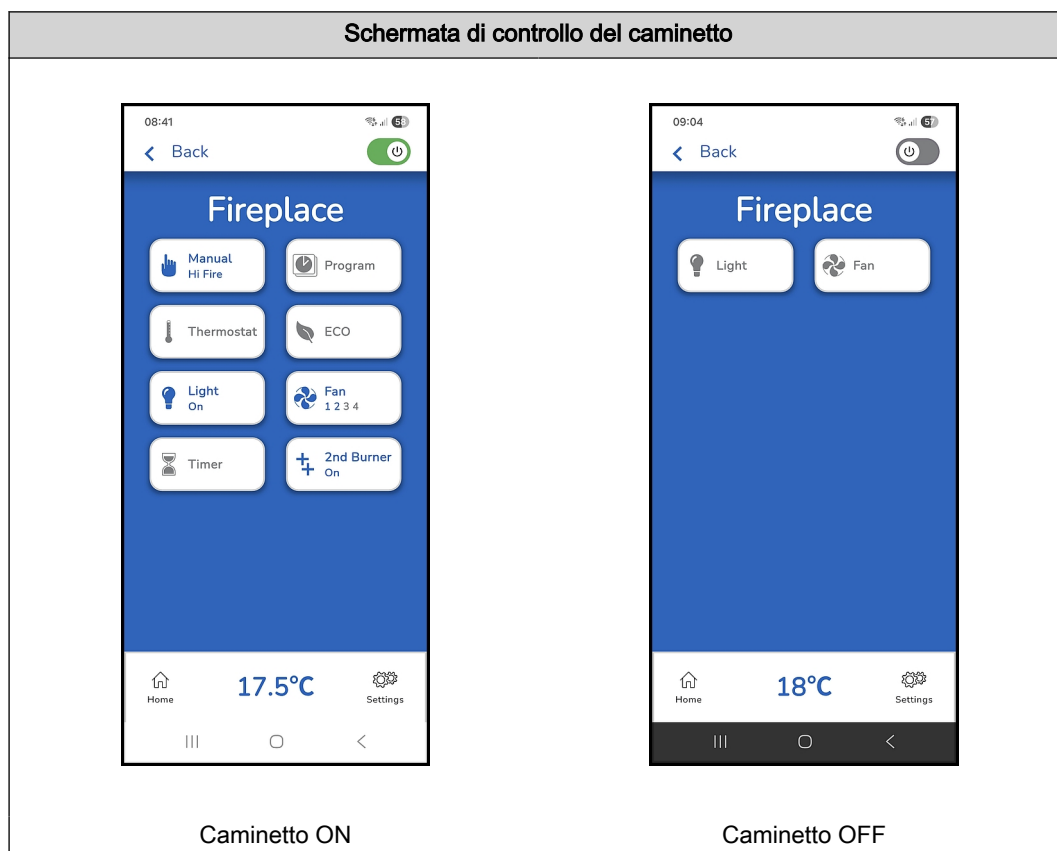 Schermata di controllo del caminetto
08:41
58
Back
Fireplace
Manual
Hi Fire
Program
Thermostat
ECO
Light
On
Fan
1 2 3 4
Timer
2nd Burner
On
Home
17.5°C
Settings
Caminetto ON
09:04
57
Back
Fireplace
Light
Fan
Home
18°C
Settings
Caminetto OFF